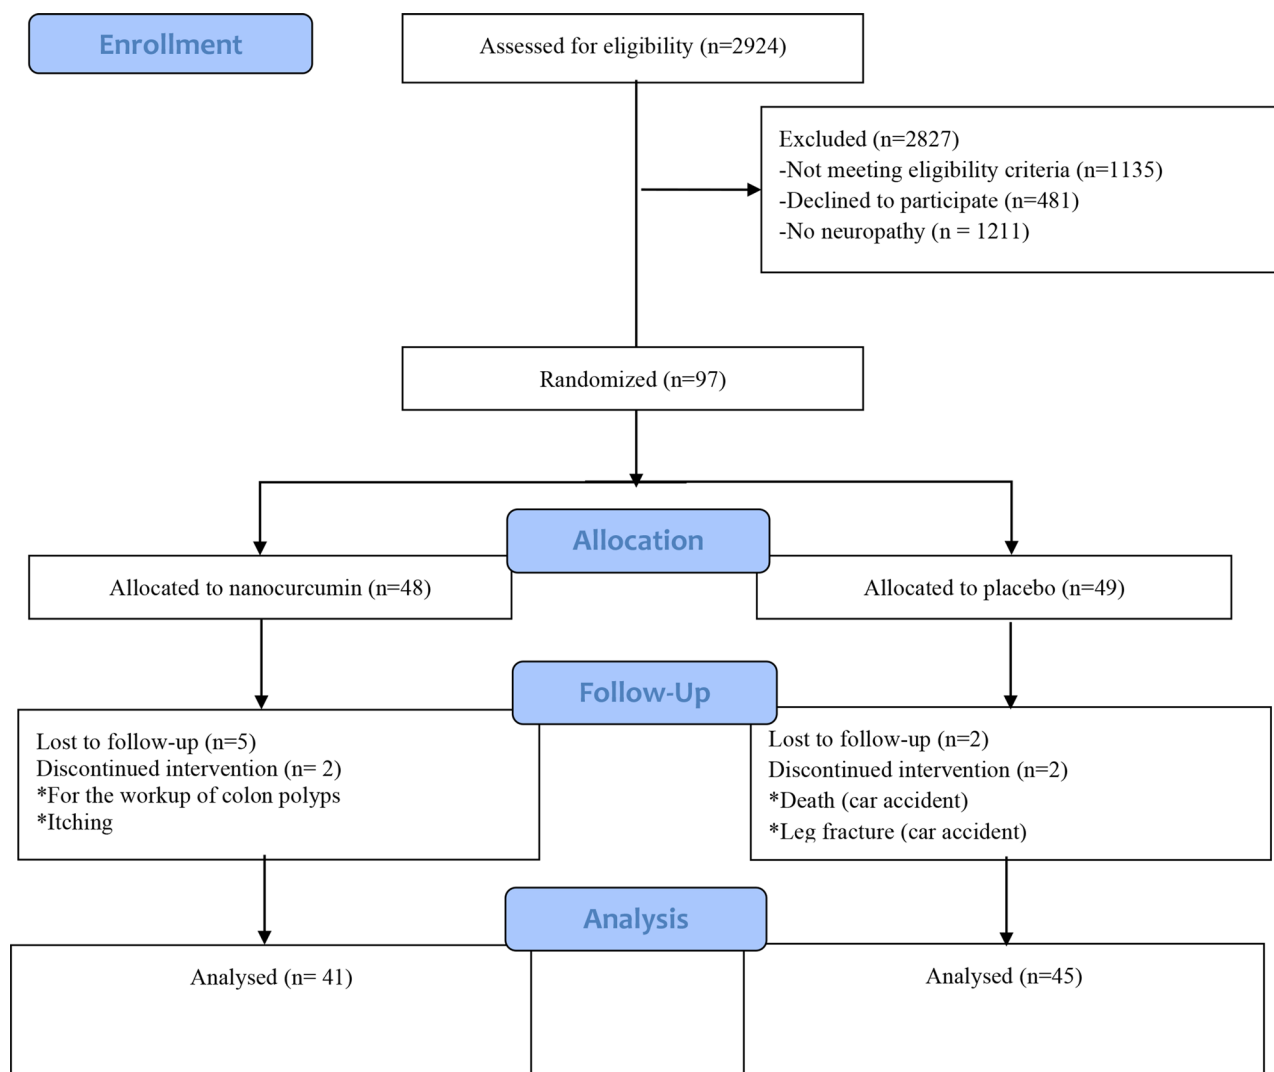 Enrollment
Assessed for eligibility (n=2924)
Excluded (n=2827)
-Not meeting eligibility criteria (n=1135)
-Declined to participate (n=481)
-No neuropathy (n = 1211)
Randomized (n=97)
Allocation
Allocated to nanocurcumin (n=48)
Allocated to placebo (n=49)
Follow-Up
Lost to follow-up (n=5)
Discontinued intervention (n= 2)
*For the workup of colon polyps
*Itching
Lost to follow-up (n=2)
Discontinued intervention (n=2)
*Death (car accident)
*Leg fracture (car accident)
Analysis
Analysed (n= 41)
Analysed (n=45)